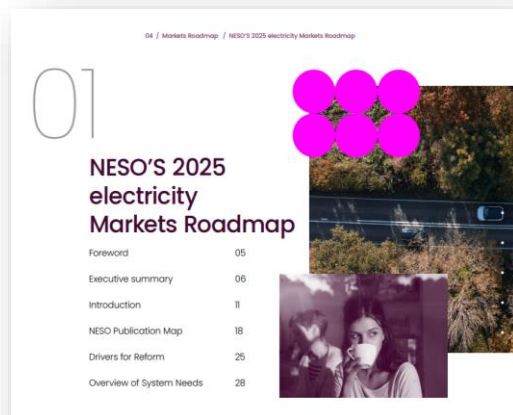 04 / Markets Roadmap / NESO'S 2025 electricity Markets Roadmap
01
NESO'S 2025
electricity
Markets Roadmap
Foreword 05
Executive summary 06
Introduction 11
NESO Publication Map 18
Drivers for Reform 25
Overview of System Needs 28